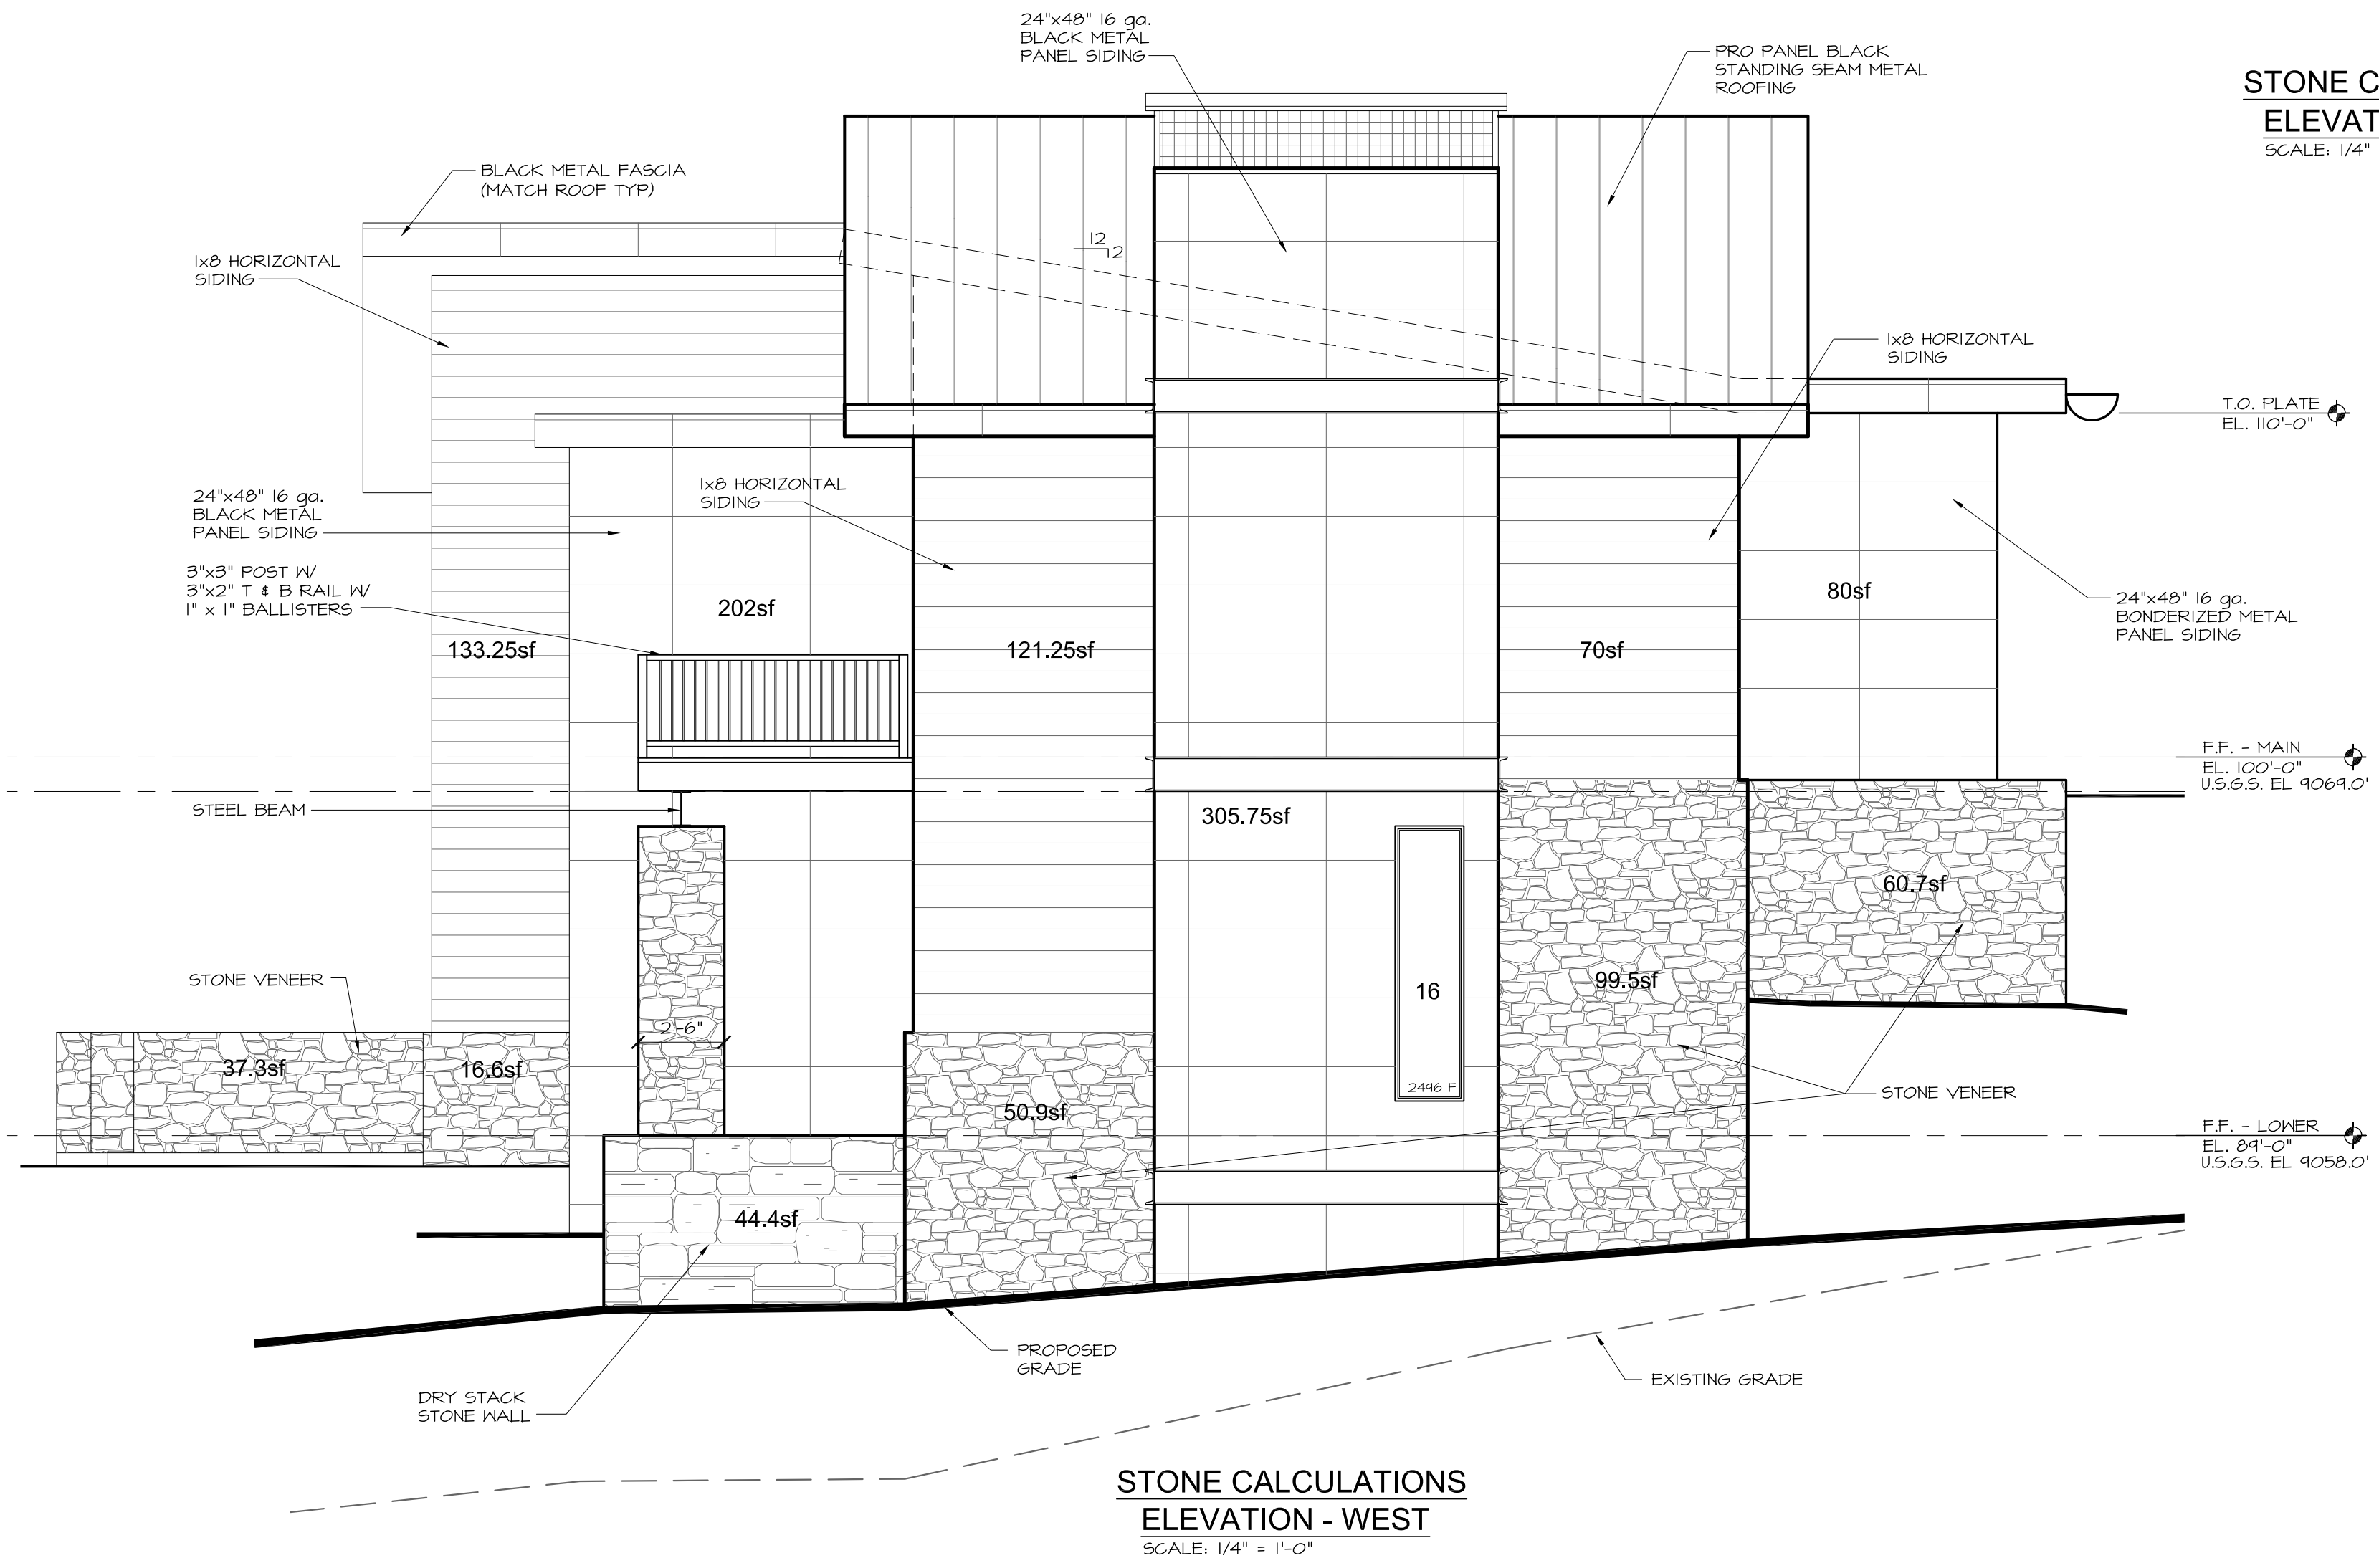 24"x48" 16 ga.
BLACK METAL
PANEL SIDING
PRO PANEL BLACK
STANDING SEAM METAL
ROOFING
STONE C
ELEVAT
SCALE: 1/4"
BLACK METAL FASCIA
(MATCH ROOF TYP)
1x8 HORIZONTAL
SIDING
12
2
1x8 HORIZONTAL
SIDING
T.O. PLATE
EL. 110'-0"
24"x48" 16 ga.
BLACK METAL
PANEL SIDING
1x8 HORIZONTAL
SIDING
3"x3" POST W/
3"x2" T & B RAIL W/
1" x 1" BALLISTERS
202sf
80sf
24"x48" 16 ga.
BONDERIZED METAL
PANEL SIDING
133.25sf
121.25sf
70sf
F.F. - MAIN
EL. 100'-0"
U.S.G.S. EL 9069.0'
STEEL BEAM
305.75sf
60.7sf
STONE VENEER
99.5sf
16
2'-6"
37.3sf
16.6sf
2496 F
50.9sf
STONE VENEER
F.F. - LOWER
EL. 89'-0"
U.S.G.S. EL 9058.0'
44.4sf
PROPOSED
GRADE
EXISTING GRADE
DRY STACK
STONE WALL
STONE CALCULATIONS
ELEVATION - WEST
SCALE: 1/4" = 1'-0"